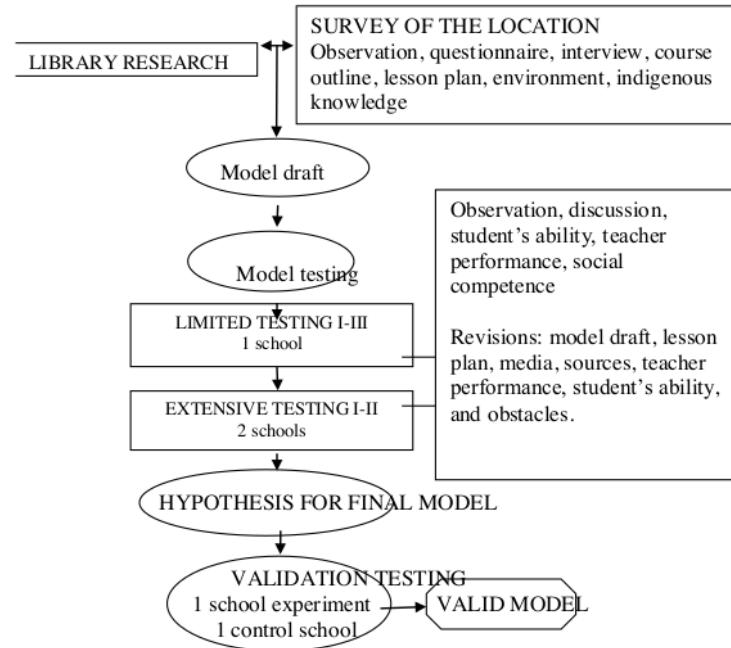 SURVEY OF THE LOCATION
Observation, questionnaire, interview, course
outline, lesson plan, environment, indigenous
knowledge
LIBRARY RESEARCH
Model draft
Model testing
LIMITED TESTING I-III
1 school
EXTENSIVE TESTING I-II
2 schools
Observation, discussion,
student's ability, teacher
performance, social
competence
Revisions: model draft, lesson
plan, media, sources, teacher
performance, student's ability,
and obstacles.
HYPOTHESIS FOR FINAL MODEL
VALIDATION TESTING
1 school experiment
1 control school
VALID MODEL